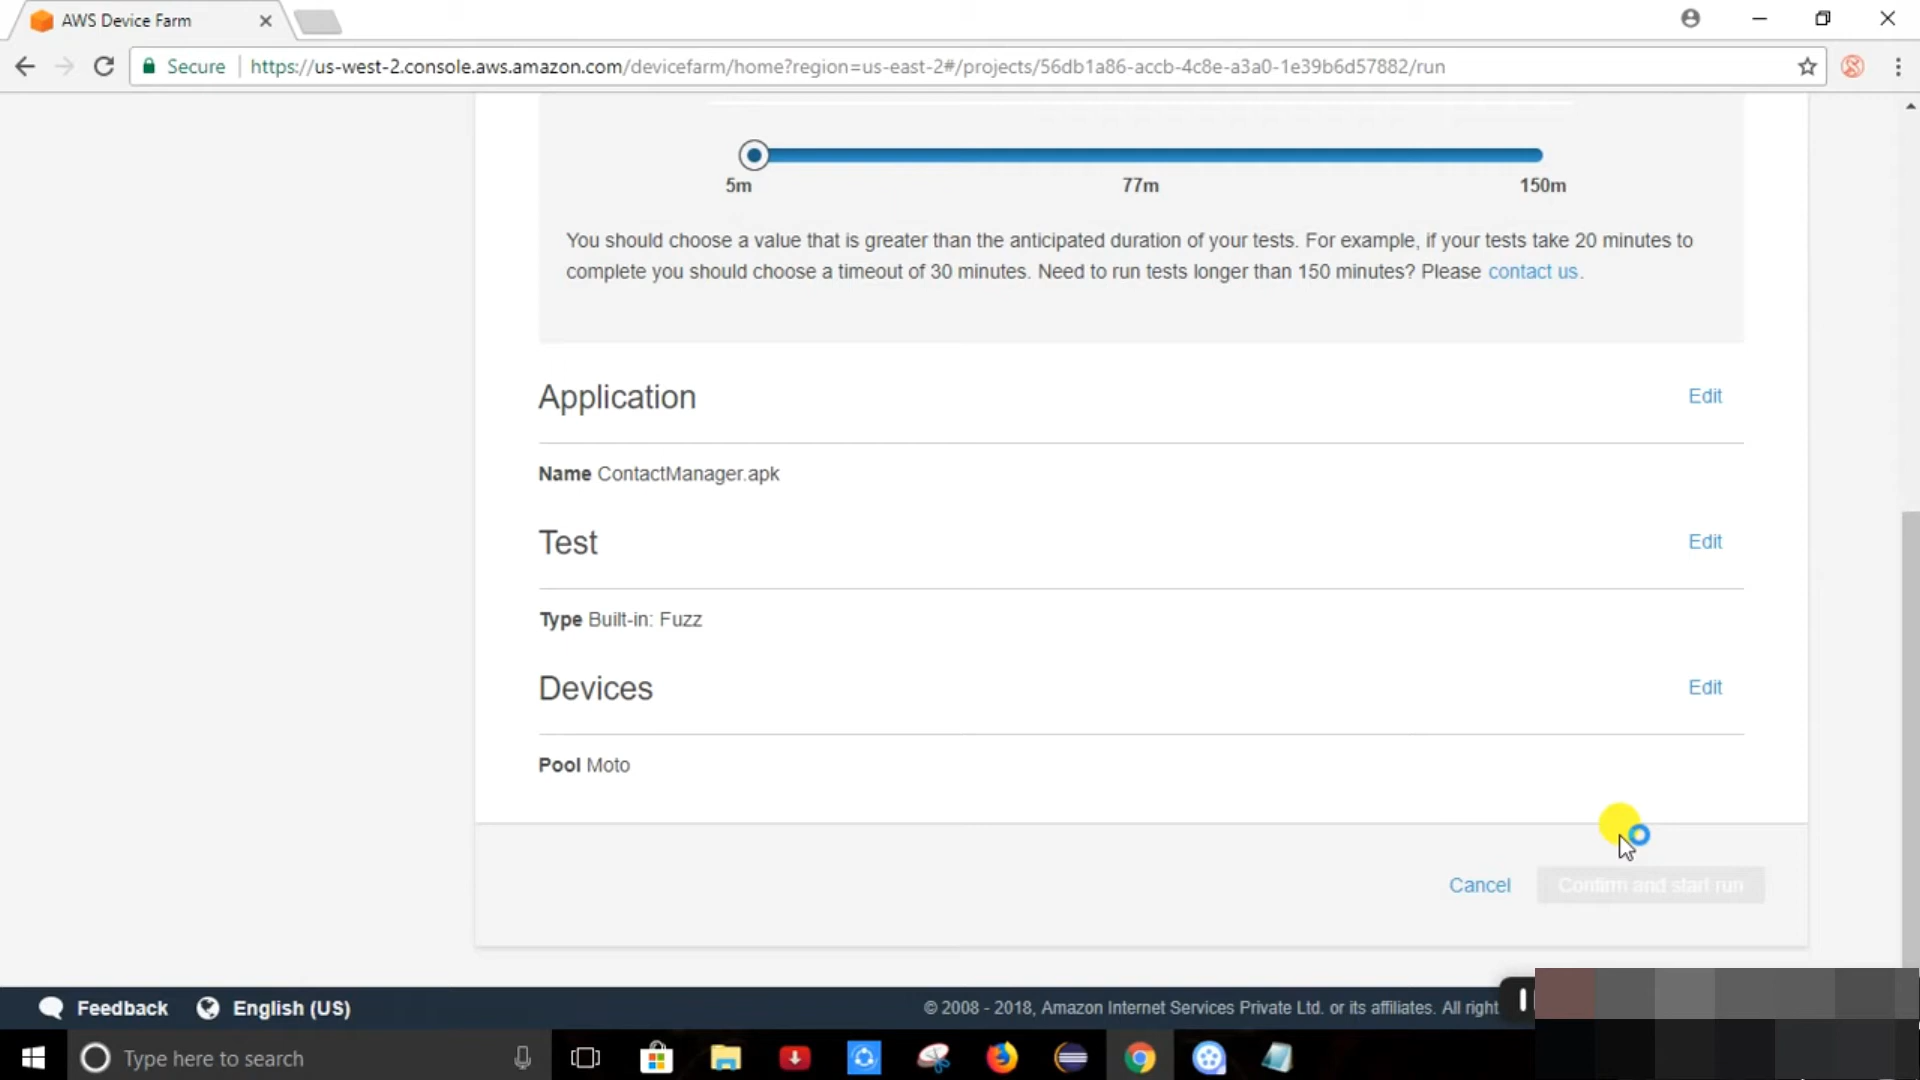 AWS Device Farm
Secure https://us-west-2.console.aws.amazon.com/devicefarm/home?region=us-east-2#/projects/56db1a86-accb-4c8e-a3a0-1e39b6d57882/run
5m 77m 150m
You should choose a value that is greater than the anticipated duration of your tests. For example, if your tests take 20 minutes to
complete you should choose a timeout of 30 minutes. Need to run tests longer than 150 minutes? Please contact us.
Application Edit
Name ContactManager.apk
Test Edit
Type Built-in: Fuzz
Devices Edit
Pool Moto
Cancel Confirm and start run
Feedback English (US) © 2008 - 2018, Amazon Internet Services Private Ltd. or its affiliates. All right
Type here to search